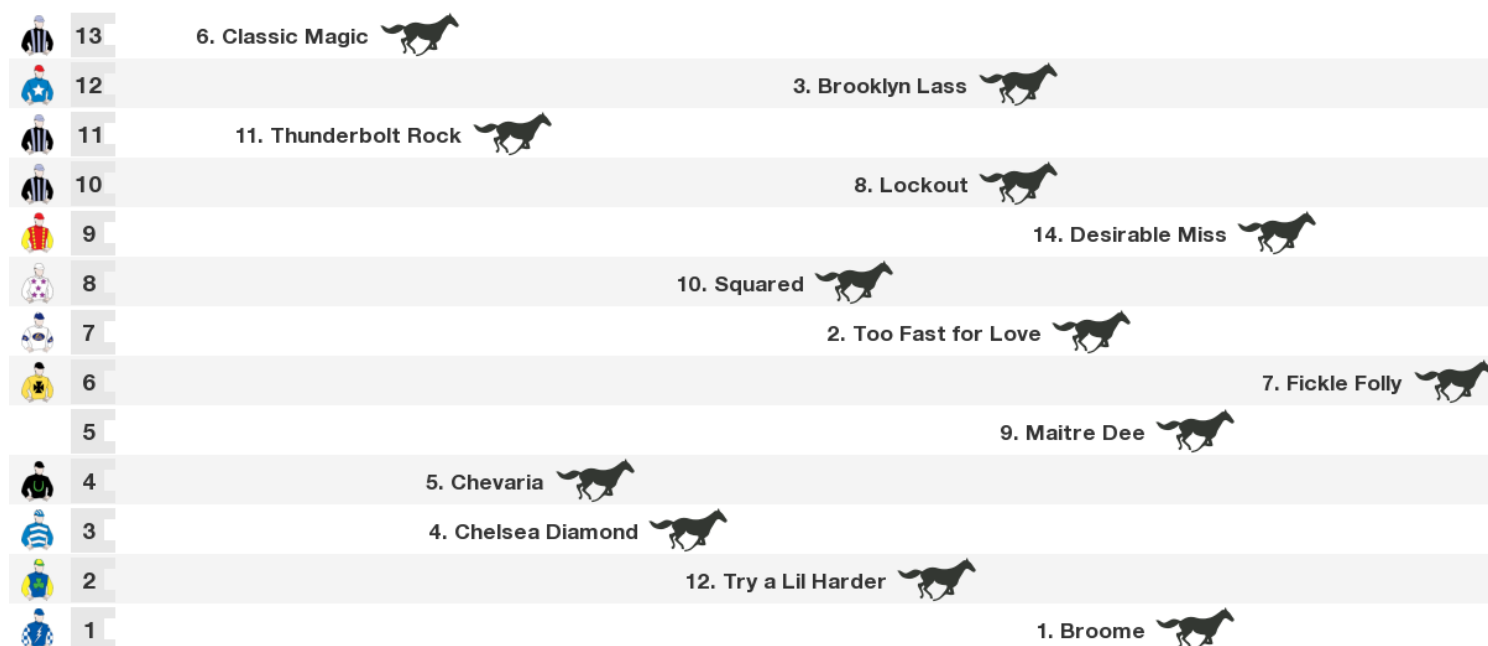 13 6. Classic Magic
12 3. Brooklyn Lass
11 11. Thunderbolt Rock
10 8. Lockout
9 14. Desirable Miss
8 10. Squared
7 2. Too Fast for Love
6 7. Fickle Folly
5 9. Maitre Dee
4 5. Chevaria
3 4. Chelsea Diamond
2 12. Try a Lil Harder
1 1. Broome